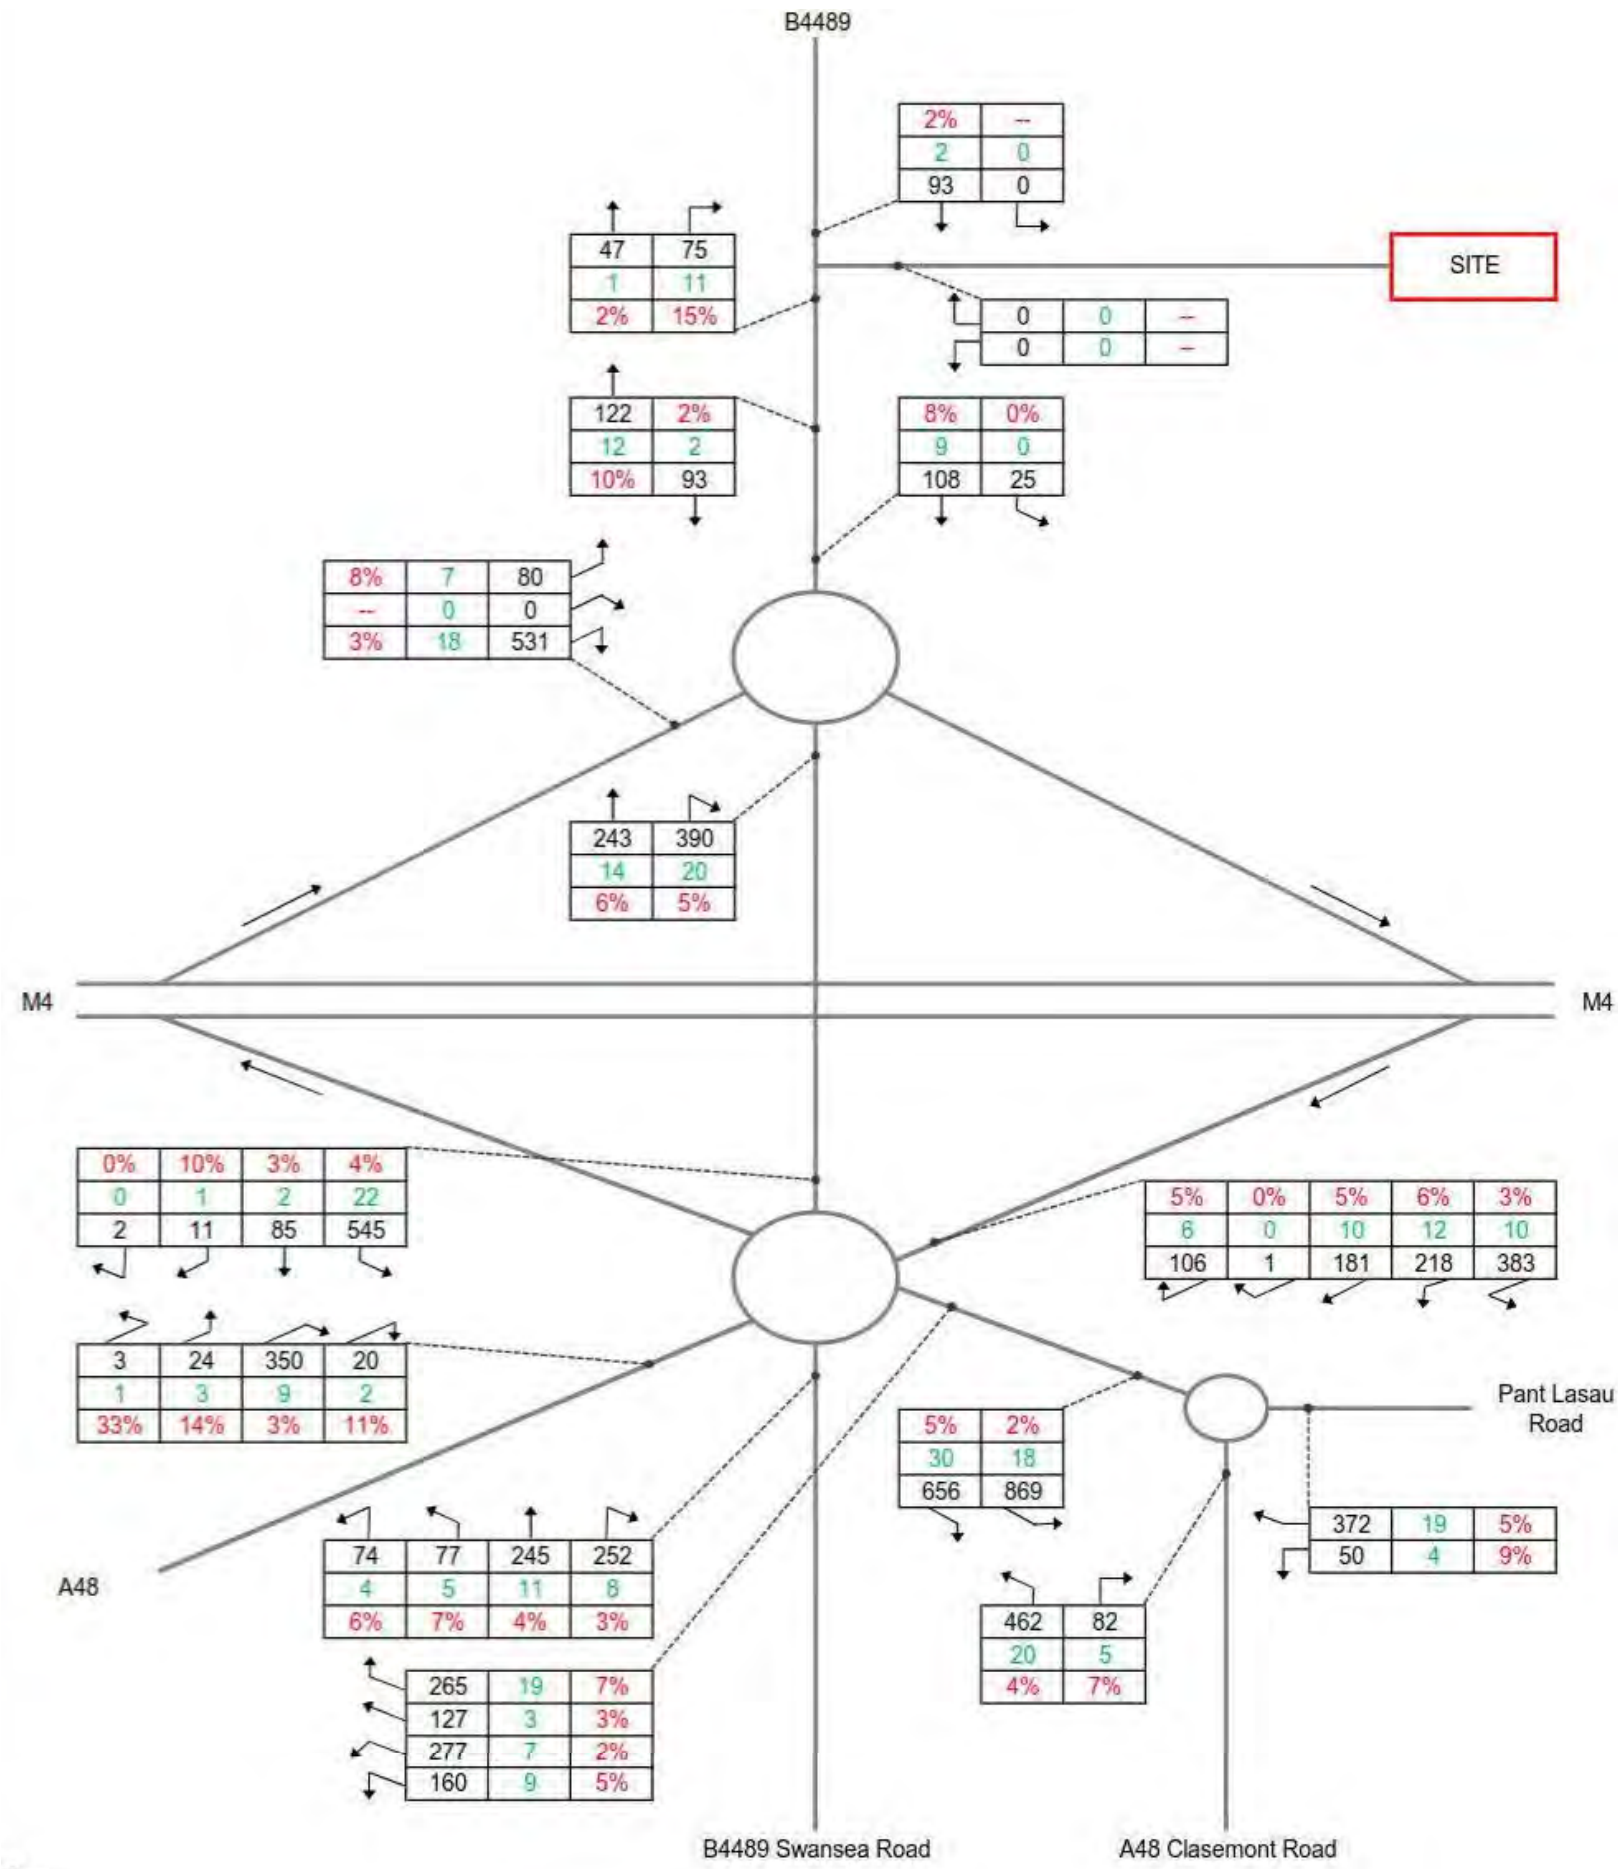 B4489
2% --
2 0
93 0
47 75
1 11
2% 15%
SITE
0 0 --
0 0 --
122 2%
12 2
10% 93
8% 0%
9 0
108 25
8% 7 80
-- 0 0
3% 18 531
243 390
14 20
6% 5%
M4
M4
0% 10% 3% 4%
0 1 2 22
2 11 85 545
5% 0% 5% 6% 3%
6 0 10 12 10
106 1 181 218 383
3 24 350 20
1 3 9 2
33% 14% 3% 11%
Pant Lasau
Road
5% 2%
30 18
656 869
372 19 5%
50 4 9%
A48
74 77 245 252
4 5 11 8
6% 7% 4% 3%
462 82
20 5
4% 7%
265 19 7%
127 3 3%
277 7 2%
160 9 5%
B4489 Swansea Road
A48 Clasemont Road